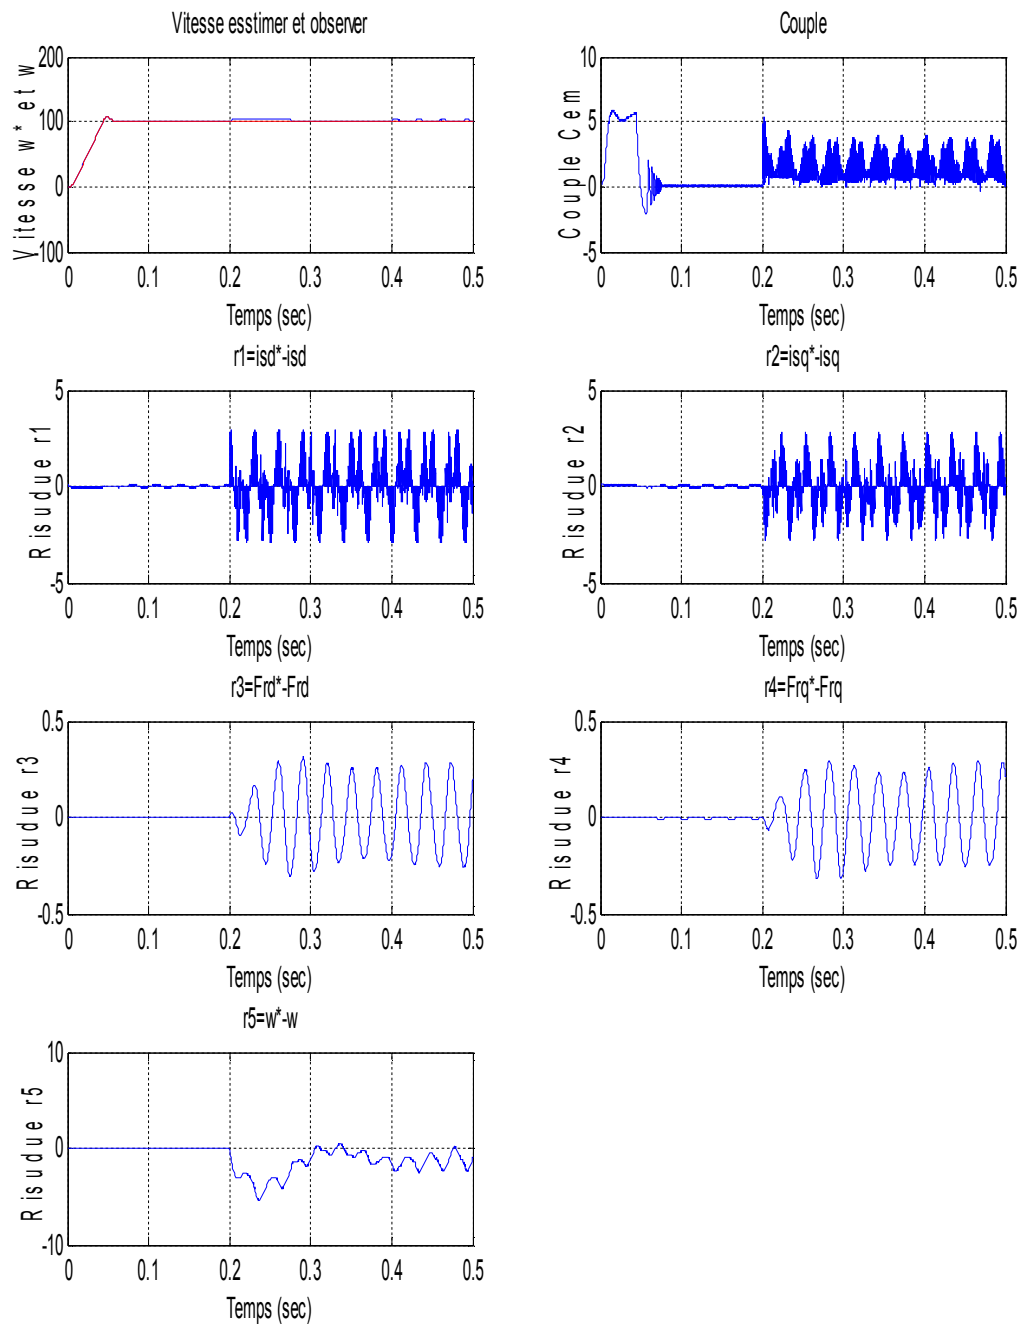 Vitesse esstimer et observer
Vitesse w* et w
200
100
0
-100
0 0.1 0.2 0.3 0.4 0.5
Temps (sec)
Couple
Couple Cem
10
5
0
-5
0 0.1 0.2 0.3 0.4 0.5
Temps (sec)
r1=isd*-isd
Risudue r1
5
0
-5
0 0.1 0.2 0.3 0.4 0.5
Temps (sec)
r2=isq*-isq
Risudue r2
5
0
-5
0 0.1 0.2 0.3 0.4 0.5
Temps (sec)
r3=Frd*-Frd
Risudue r3
0.5
0
-0.5
0 0.1 0.2 0.3 0.4 0.5
Temps (sec)
r4=Frq*-Frq
Risudue r4
0.5
0
-0.5
0 0.1 0.2 0.3 0.4 0.5
Temps (sec)
r5=w*-w
Risudue r5
10
0
-10
0 0.1 0.2 0.3 0.4 0.5
Temps (sec)